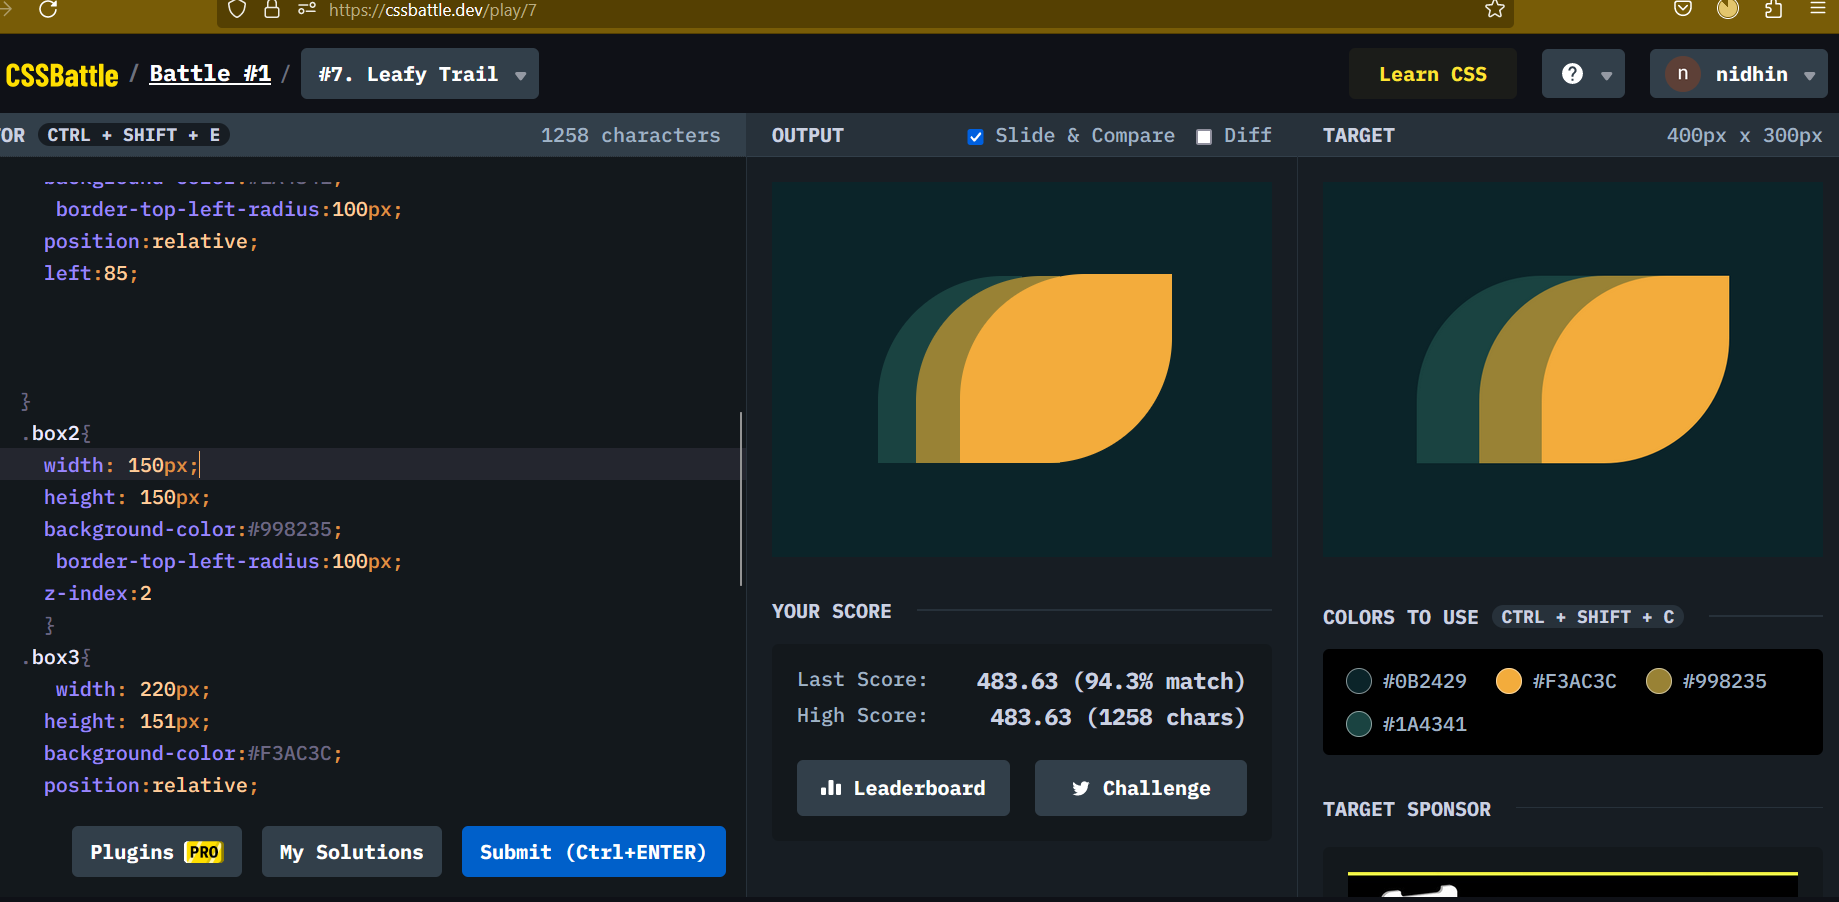 https://cssbattle.dev/play/7
CSSBattle / Battle #1 / #7. Leafy Trail
Learn CSS
?
n nidhin
TOR CTRL + SHIFT + E 1258 characters
OUTPUT Slide & Compare Diff
TARGET 400px x 300px
background-color:#1A4341;
border-top-left-radius:100px;
position:relative;
left:85;
}
.box2{
width: 150px;
height: 150px;
background-color:#998235;
border-top-left-radius:100px;
z-index:2
}
.box3{
width: 220px;
height: 151px;
background-color:#F3AC3C;
position:relative;
Plugins PRO
My Solutions
Submit (Ctrl+ENTER)
YOUR SCORE
Last Score: 483.63 (94.3% match)
High Score: 483.63 (1258 chars)
Leaderboard
Challenge
COLORS TO USE CTRL + SHIFT + C
#0B2429 #F3AC3C #998235
#1A4341
TARGET SPONSOR